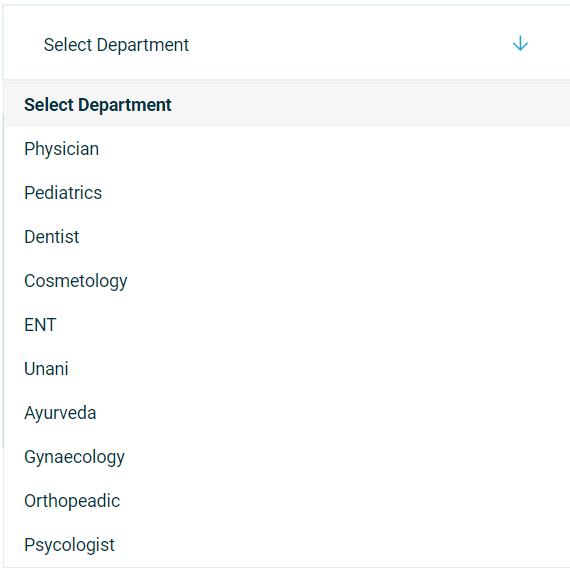 Select Department
Select Department
Physician
Pediatrics
Dentist
Cosmetology
ENT
Unani
Ayurveda
Gynaecology
Orthopeadic
Psycologist